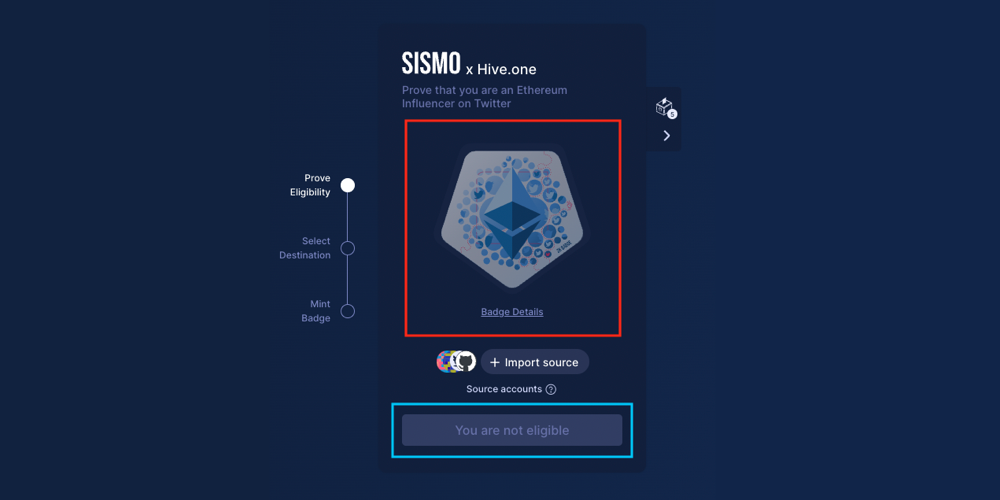 SISMO x Hive.one
Prove that you are an Ethereum
Influencer on Twitter
6
Prove
Eligibility
Select
Destination
Mint
Badge
Badge Details
+ Import source
Source accounts ?
You are not eligible